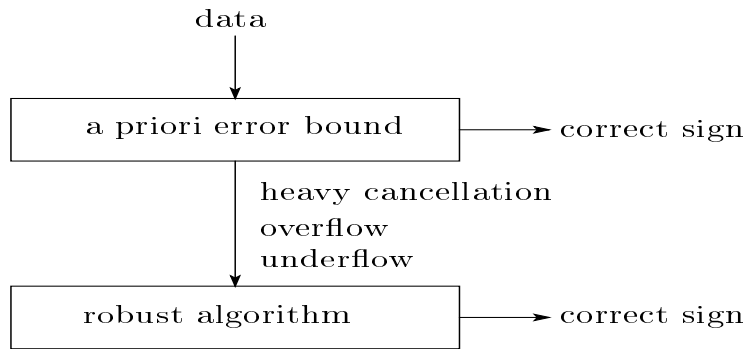 data
a priori error bound
correct sign
heavy cancellation
overflow
underflow
robust algorithm
correct sign